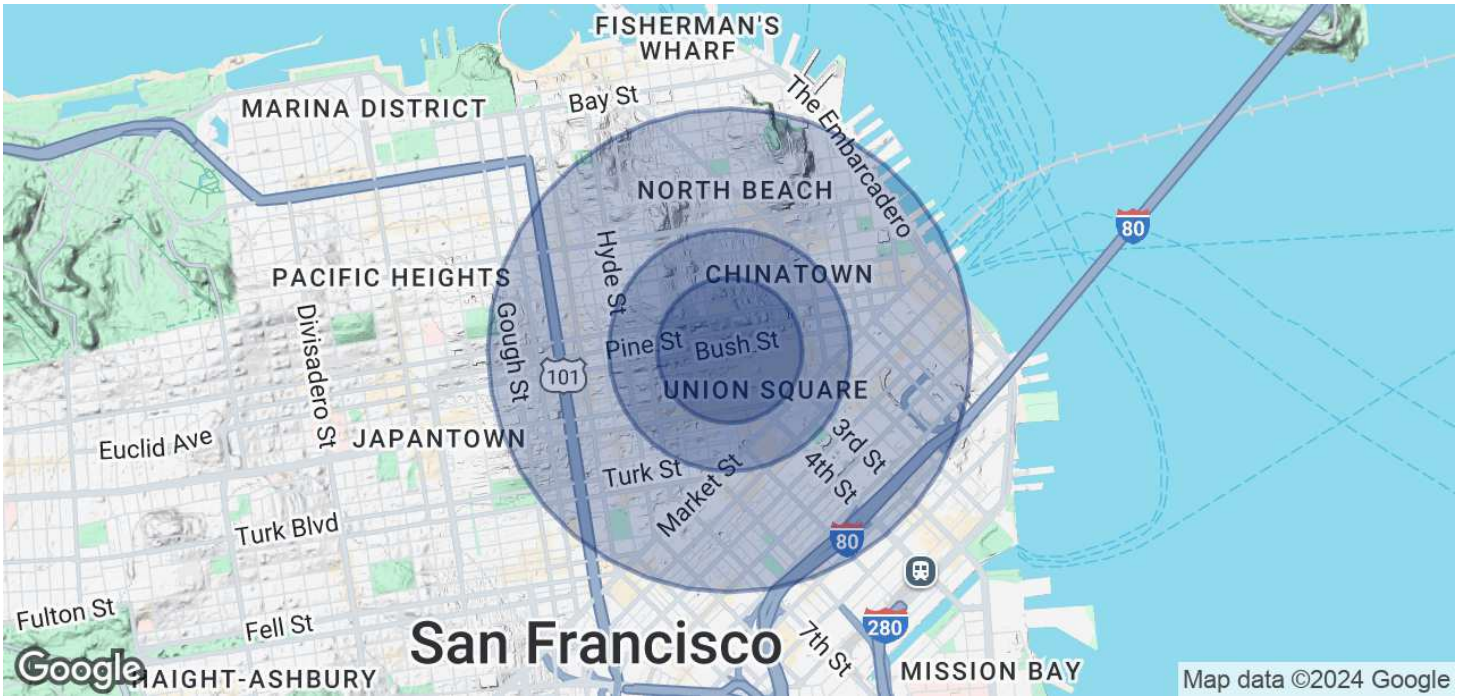 FISHERMAN'S
WHARF
MARINA DISTRICT
Bay St
The Embarcadero
NORTH BEACH
80
Hyde St
PACIFIC HEIGHTS
CHINATOWN
Divisadero St
Gough St
Pine St
Bush St
101
UNION SQUARE
Euclid Ave
JAPANTOWN
3rd St
4th St
Turk St
Market St
Turk Blvd
80
Fulton St
Fell St
San Francisco
7th St
280
MISSION BAY
Google
HAIGHT-ASHBURY
Map data ©2024 Google